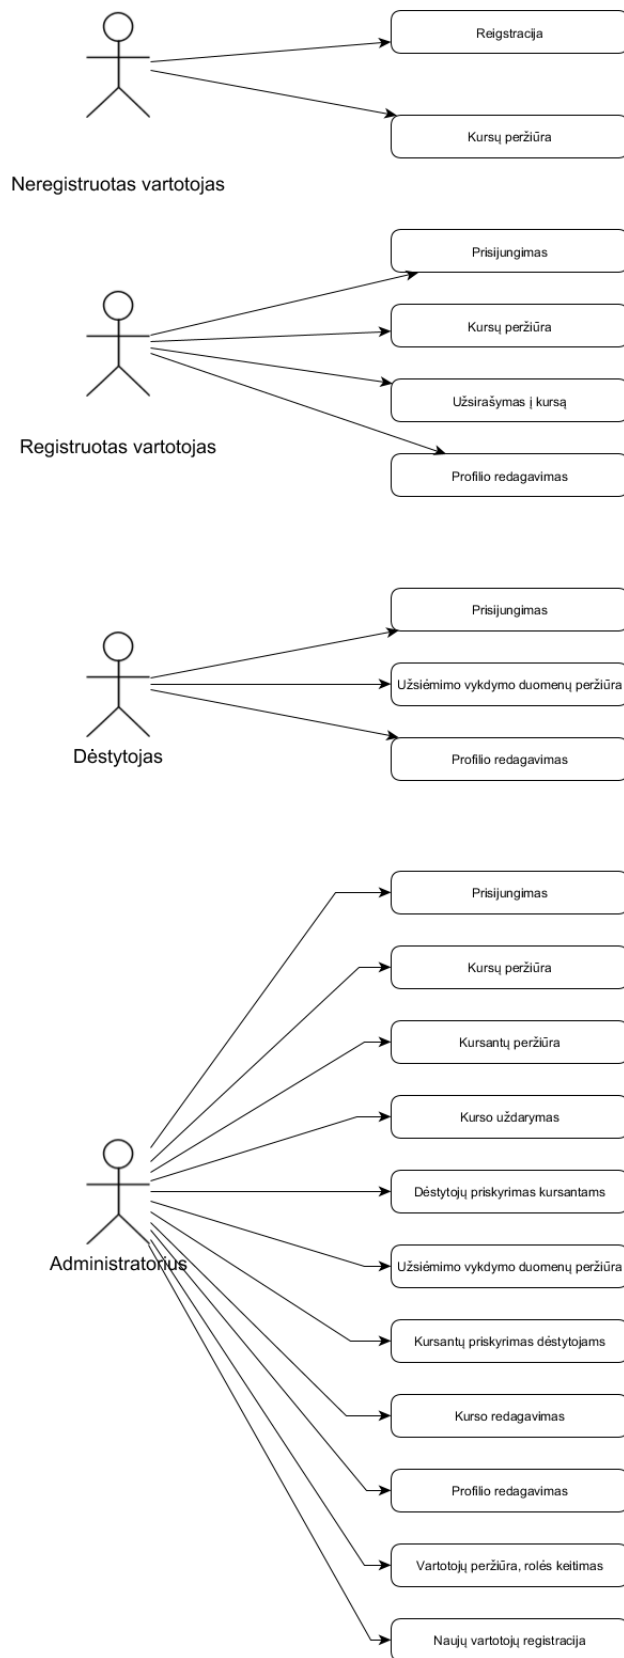 Reigstracija
Kursų peržiūra
Neregistruotas vartotojas
Prisijungimas
Kursų peržiūra
Užsirašymas į kursą
Registruotas vartotojas
Profilio redagavimas
Prisijungimas
Užsiėmimo vykdymo duomenų peržiūra
Dėstytojas
Profilio redagavimas
Prisijungimas
Kursų peržiūra
Kursantų peržiūra
Kurso uždarymas
Dėstytojų priskyrimas kursantams
Administratorius
Užsiėmimo vykdymo duomenų peržiūra
Kursantų priskyrimas dėstytojams
Kurso redagavimas
Profilio redagavimas
Vartotojų peržiūra, rolės keitimas
Naujų vartotojų registracija